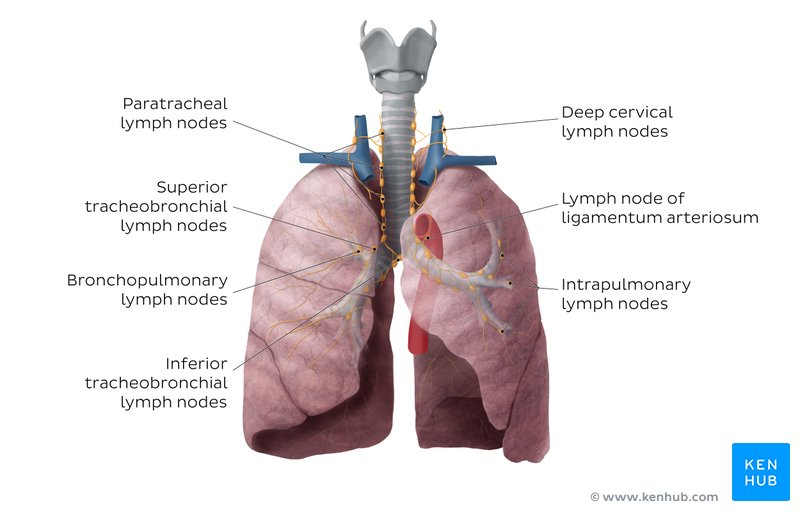 Paratracheal
lymph nodes
Superior
tracheobronchial
lymph nodes
Bronchopulmonary
lymph nodes
Inferior
tracheobronchial
lymph nodes
Deep cervical
lymph nodes
Lymph node of
ligamentum arteriosum
Intrapulmonary
lymph nodes
KEN
HUB
© www.kenhub.com